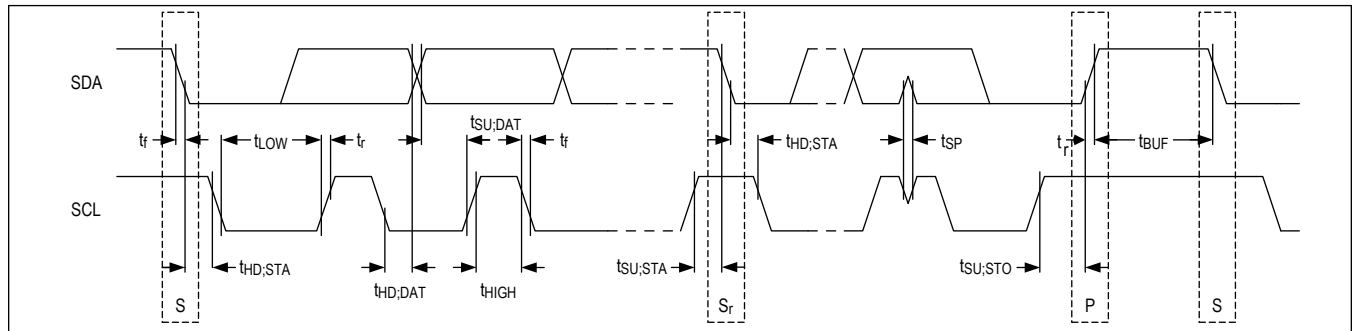 SDA
tf
tLOW
tr
tSU;DAT
tf
tHD;STA
tSP
tr
tBUF
SCL
tHD;STA
tHD;DAT
tHIGH
tSU;STA
tSU;STO
S
Sr
P
S